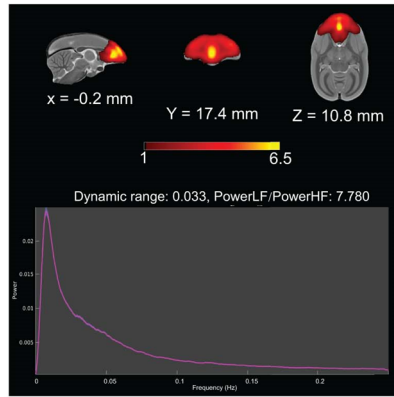 x = -0.2 mm
Y = 17.4 mm
Z = 10.8 mm
1
6.5
Dynamic range: 0.033, PowerLF/PowerHF: 7.780
0.02
0.015
Power
0.01
0.005
0
0.05
0.1
0.15
0.2
Frequency (Hz)